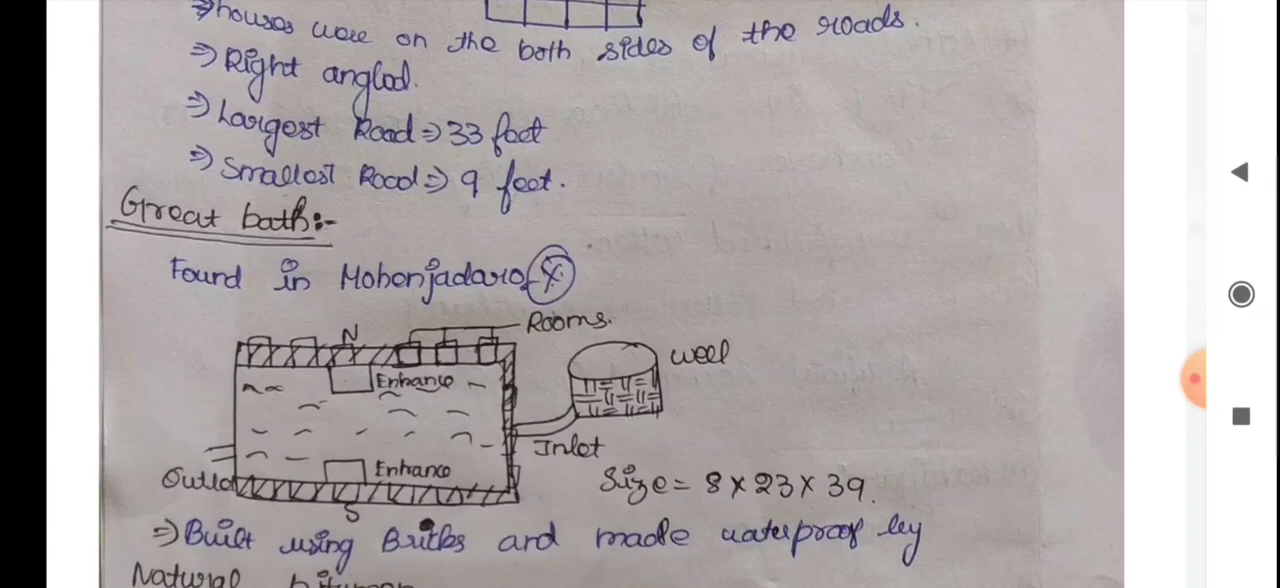 ⇒houses were on the both sides of the roads.
⇒Right angled.
⇒Largest Road⇒33 feet
⇒Smallest Road⇒ 9 feet.
Great bath:-
Found in Mohenjadaro
Rooms.
N
Well
Enhance
Inlet
Enhance
Outlet
Size = 8×23×39.
S
⇒Built using Bricks and made waterproof by
Natural bitumen